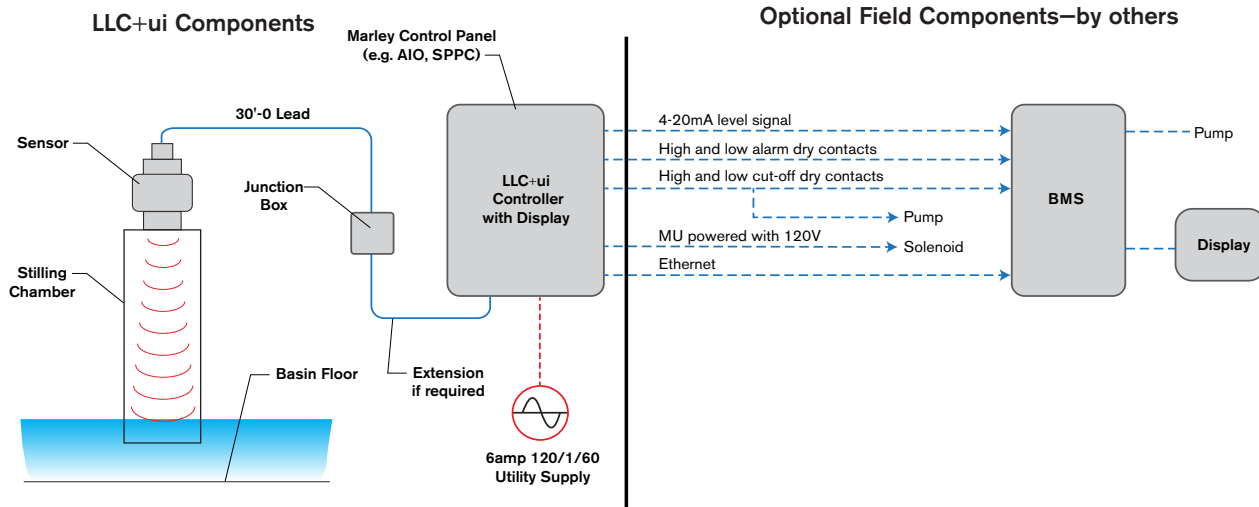 LLC+ui Components
Optional Field Components—by others
Marley Control Panel
(e.g. AIO, SPPC)
30'-0 Lead
Sensor
Junction
Box
Stilling
Chamber
Basin Floor
Extension
if required
LLC+ui
Controller
with Display
6amp 120/1/60
Utility Supply
4-20mA level signal
High and low alarm dry contacts
High and low cut-off dry contacts
Pump
MU powered with 120V
Solenoid
Ethernet
BMS
Pump
Display